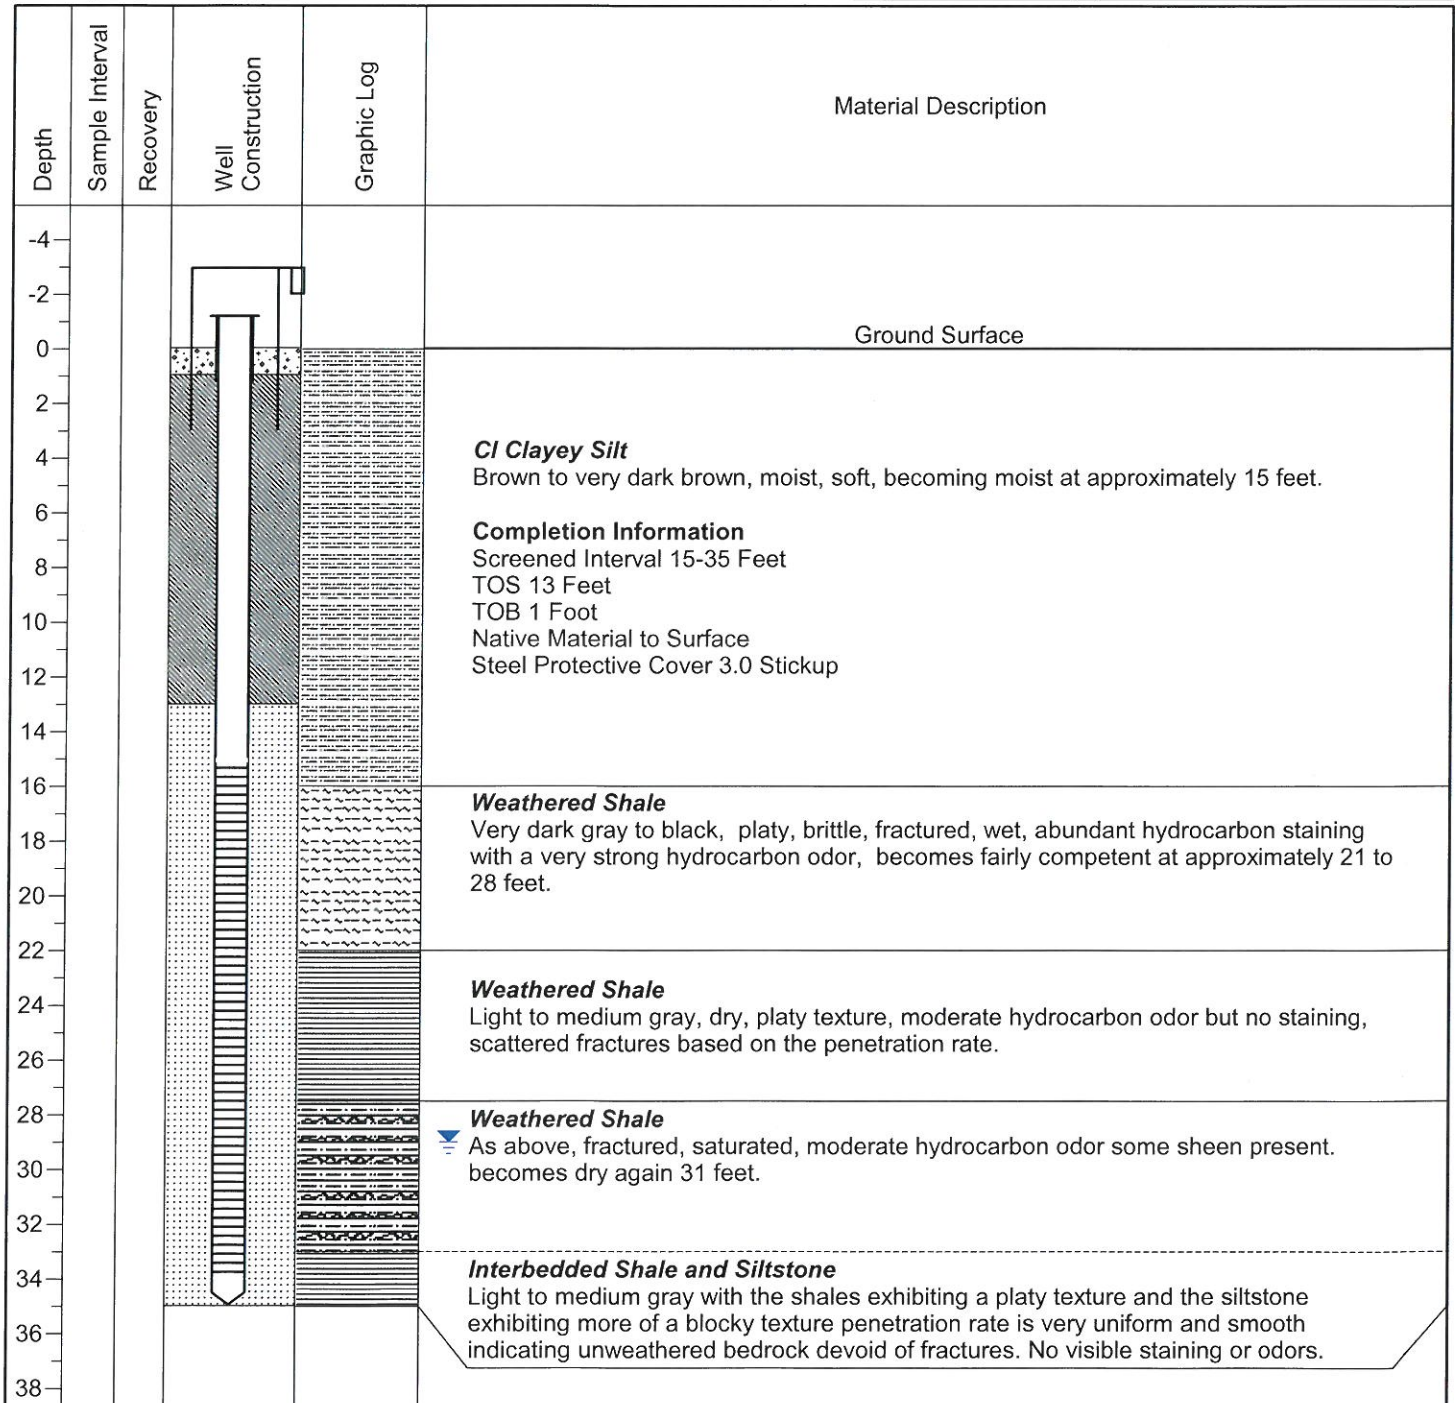 Depth
Sample Interval
Recovery
Well
Construction
Graphic Log
Material Description
-4
-2
0
2
4
6
8
10
12
14
16
18
20
22
24
26
28
30
32
34
36
38
Ground Surface
Cl Clayey Silt
Brown to very dark brown, moist, soft, becoming moist at approximately 15 feet.
Completion Information
Screened Interval 15-35 Feet
TOS 13 Feet
TOB 1 Foot
Native Material to Surface
Steel Protective Cover 3.0 Stickup
Weathered Shale
Very dark gray to black, platy, brittle, fractured, wet, abundant hydrocarbon staining
with a very strong hydrocarbon odor, becomes fairly competent at approximately 21 to
28 feet.
Weathered Shale
Light to medium gray, dry, platy texture, moderate hydrocarbon odor but no staining,
scattered fractures based on the penetration rate.
Weathered Shale
As above, fractured, saturated, moderate hydrocarbon odor some sheen present.
becomes dry again 31 feet.
Interbedded Shale and Siltstone
Light to medium gray with the shales exhibiting a platy texture and the siltstone
exhibiting more of a blocky texture penetration rate is very uniform and smooth
indicating unweathered bedrock devoid of fractures. No visible staining or odors.